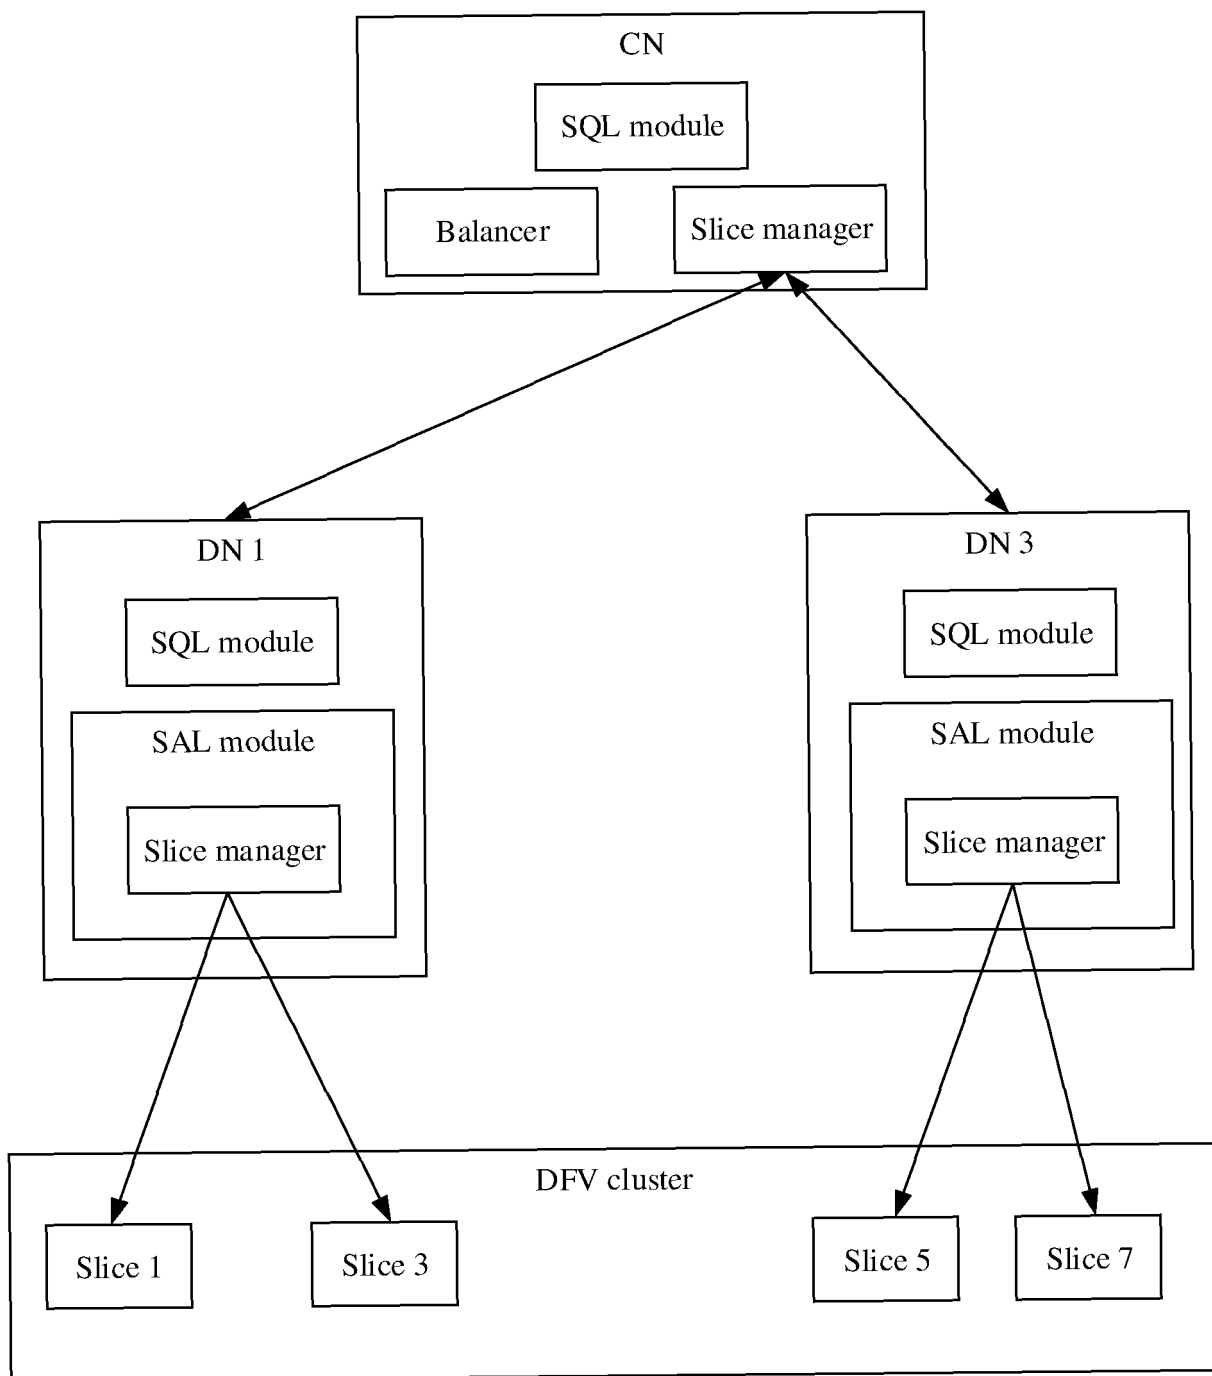 CN
SQL module
Balancer
Slice manager
DN 1
SQL module
SAL module
Slice manager
DN 3
SQL module
SAL module
Slice manager
DFV cluster
Slice 1
Slice 3
Slice 5
Slice 7